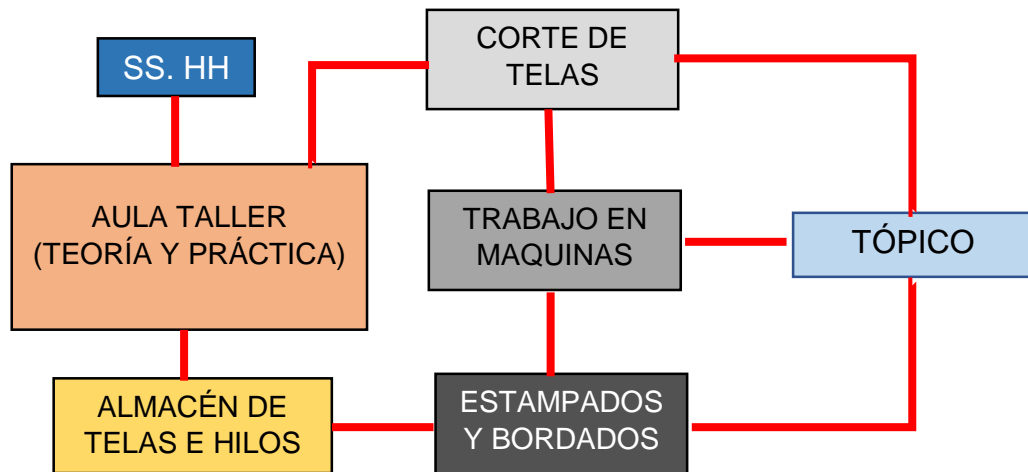 SS. HH
CORTE DE
TELAS
AULA TALLER
(TEORÍA Y PRÁCTICA)
TRABAJO EN
MAQUINAS
TÓPICO
ALMACÉN DE
TELAS E HILOS
ESTAMPADOS
Y BORDADOS